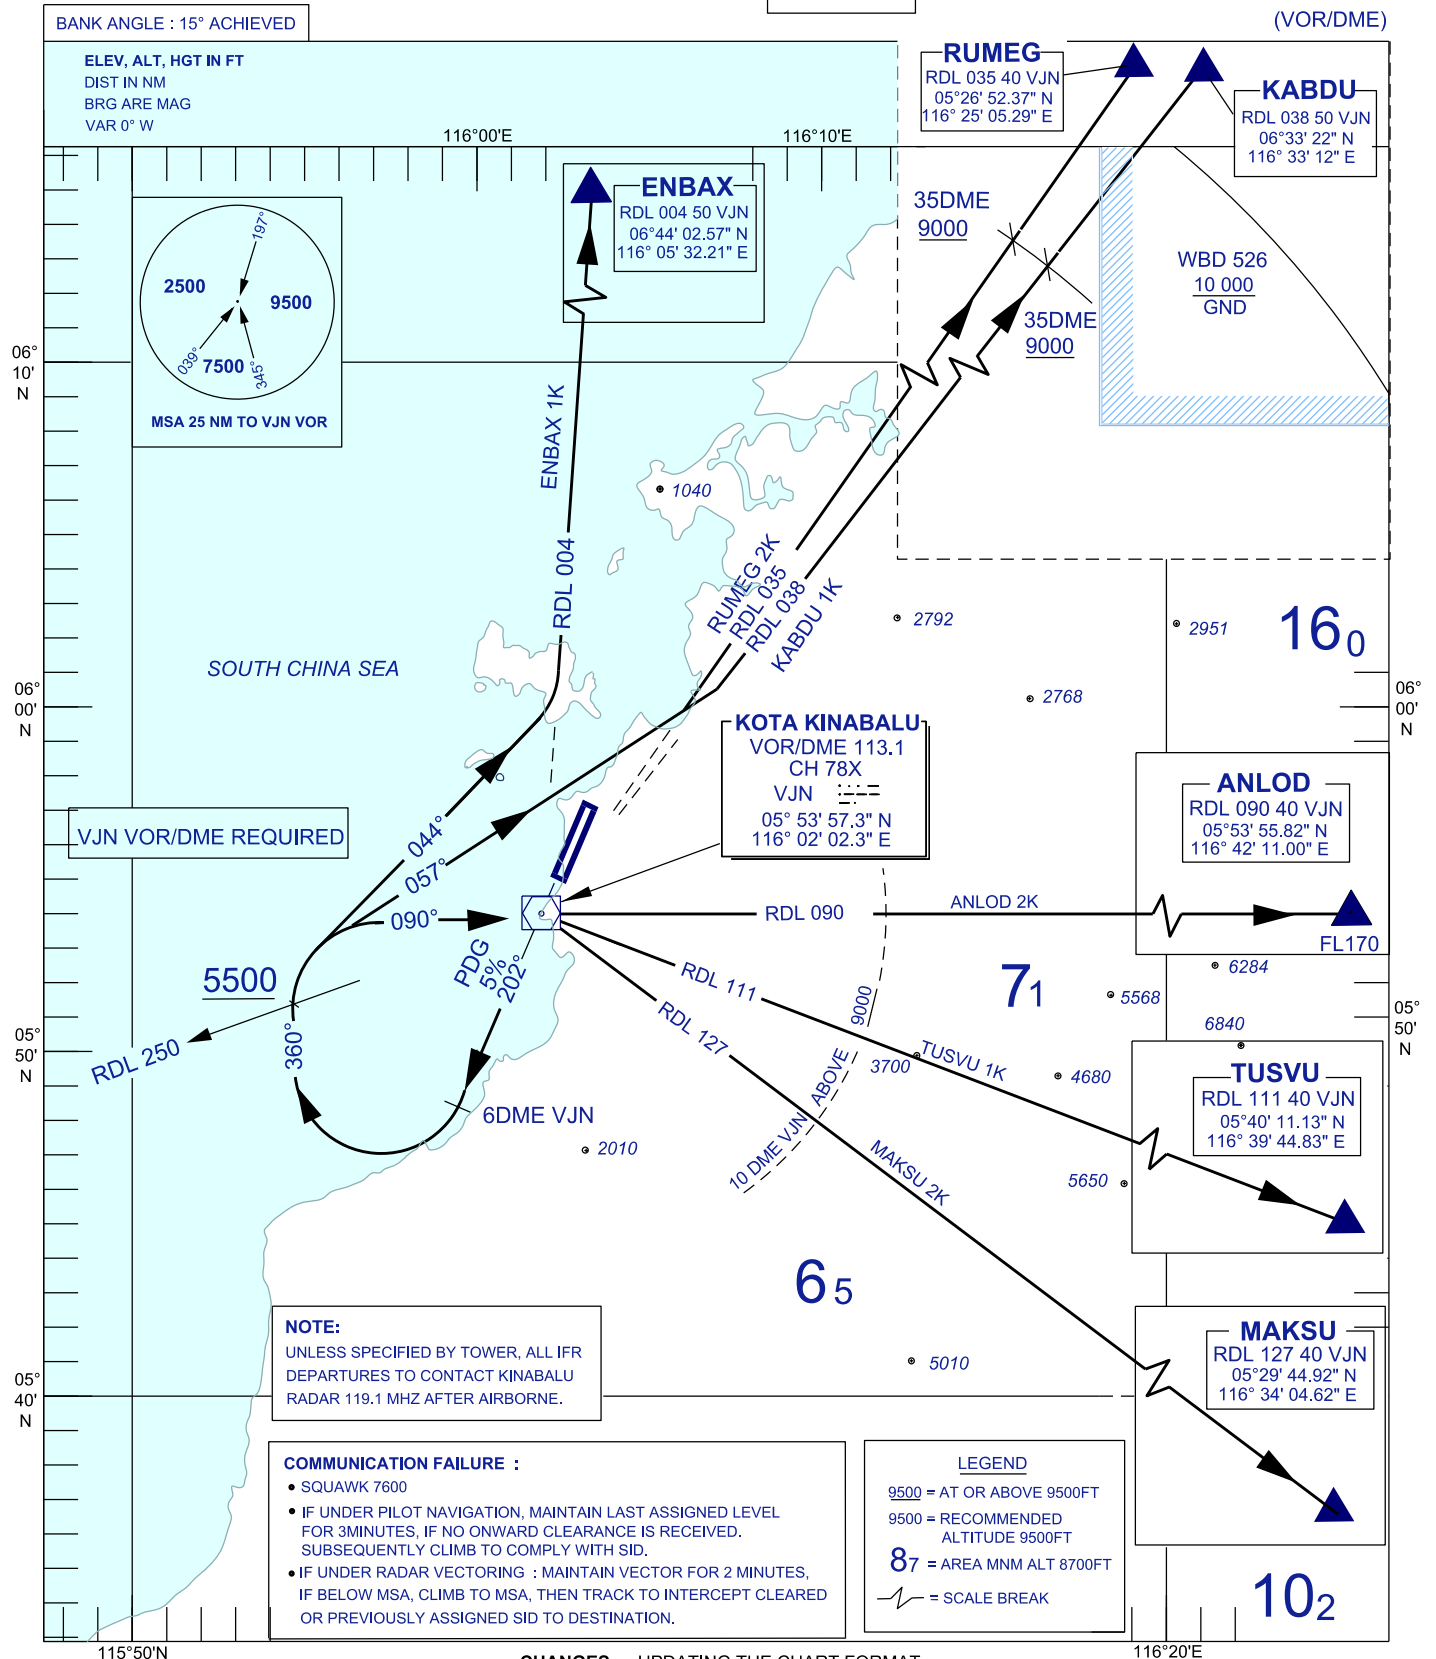 BANK ANGLE : 15° ACHIEVED
(VOR/DME)
ELEV, ALT, HGT IN FT
DIST IN NM
BRG ARE MAG
VAR 0° W
RUMEG
RDL 035 40 VJN
05°26' 52.37" N
116° 25' 05.29" E
KABDU
RDL 038 50 VJN
06°33' 22" N
116° 33' 12" E
116°00'E
116°10'E
ENBAX
RDL 004 50 VJN
06°44' 02.57" N
116° 05' 32.21" E
197°
2500
9500
039°
7500
345°
MSA 25 NM TO VJN VOR
35DME
9000
35DME
9000
WBD 526
10 000
GND
06°
10'
N
ENBAX 1K
RDL 004
1040
RUMEG 2K
RDL 035
RDL 038
KABDU 1K
2792
2951
16₀
2768
SOUTH CHINA SEA
06°
00'
N
06°
00'
N
KOTA KINABALU
VOR/DME 113.1
CH 78X
VJN
05° 53' 57.3" N
116° 02' 02.3" E
ANLOD
RDL 090 40 VJN
05°53' 55.82" N
116° 42' 11.00" E
FL170
VJN VOR/DME REQUIRED
044°
057°
090°
RDL 090
ANLOD 2K
5500
PDG
5%
202°
RDL 111
RDL 127
7₁
6284
5568
6840
05°
50'
N
05°
50'
N
RDL 250
360°
10 DME VJN ABOVE 9000
3700
TUSVU 1K
4680
TUSVU
RDL 111 40 VJN
05°40' 11.13" N
116° 39' 44.83" E
6DME VJN
2010
MAKSU 2K
5650
6₅
NOTE:
UNLESS SPECIFIED BY TOWER, ALL IFR
DEPARTURES TO CONTACT KINABALU
RADAR 119.1 MHZ AFTER AIRBORNE.
5010
MAKSU
RDL 127 40 VJN
05°29' 44.92" N
116° 34' 04.62" E
05°
40'
N
COMMUNICATION FAILURE :
• SQUAWK 7600
• IF UNDER PILOT NAVIGATION, MAINTAIN LAST ASSIGNED LEVEL
FOR 3MINUTES, IF NO ONWARD CLEARANCE IS RECEIVED.
SUBSEQUENTLY CLIMB TO COMPLY WITH SID.
• IF UNDER RADAR VECTORING : MAINTAIN VECTOR FOR 2 MINUTES,
IF BELOW MSA, CLIMB TO MSA, THEN TRACK TO INTERCEPT CLEARED
OR PREVIOUSLY ASSIGNED SID TO DESTINATION.
LEGEND
9500 = AT OR ABOVE 9500FT
9500 = RECOMMENDED
ALTITUDE 9500FT
8₇ = AREA MNM ALT 8700FT
= SCALE BREAK
10₂
115°50'N
116°20'E
CHANGES UPDATING THE CHART FORMAT